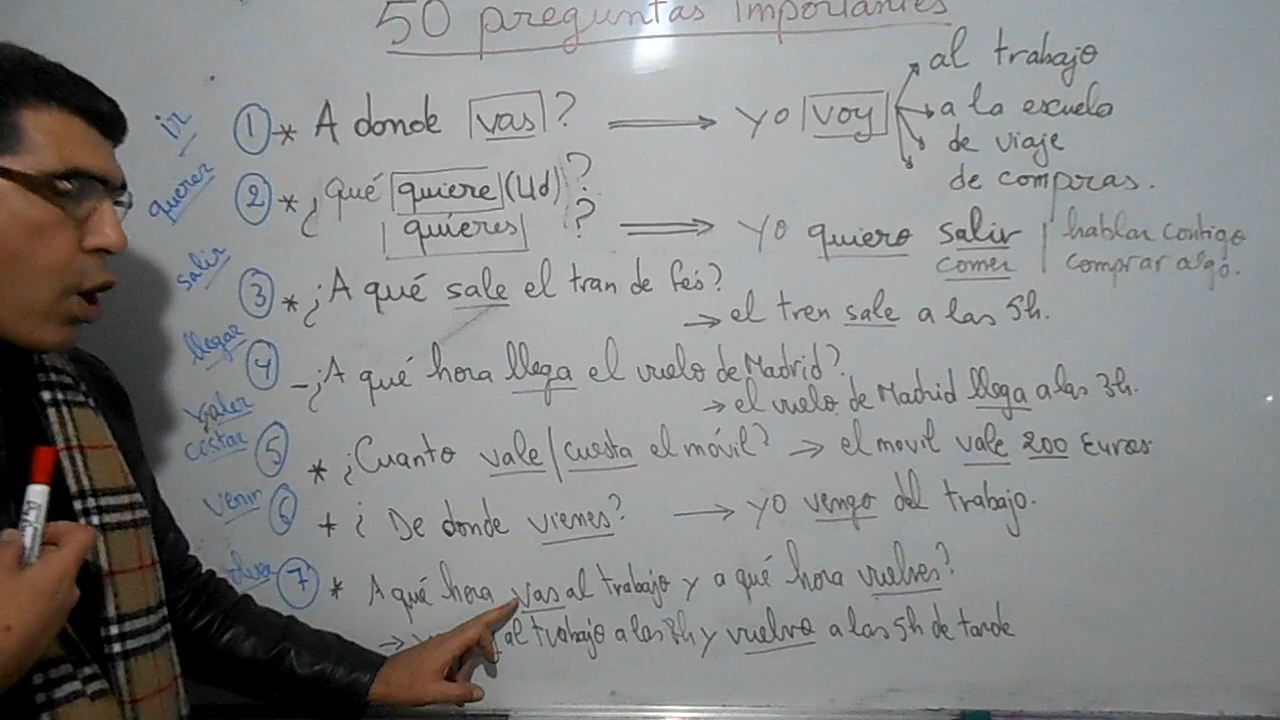 50 preguntas importantes
al trabajo
ir ① * A donde vas? → yo voy → a la escuela
de viaje
querer ② * ¿Qué quiere (Ud)?
de compras.
quieres ? → yo quiero salir | hablar contigo
comer | comprar algo.
salir ③ * ¿A qué sale el tran de Fes?
→ el tren sale a las 5h.
llegar ④ - ¿A qué hora llega el vuelo de Madrid?
→ el vuelo de Madrid llega a las 3h.
valer
costar ⑤ * ¿Cuanto vale/cuesta el móvil? → el movil vale 200 Euros
venir ⑥ + ¿De donde vienes? → yo vengo del trabajo.
⑦ * A qué hora vas al trabajo y a qué hora vuelves?
→ al trabajo a las h y vuelvo a las 5h de tarde